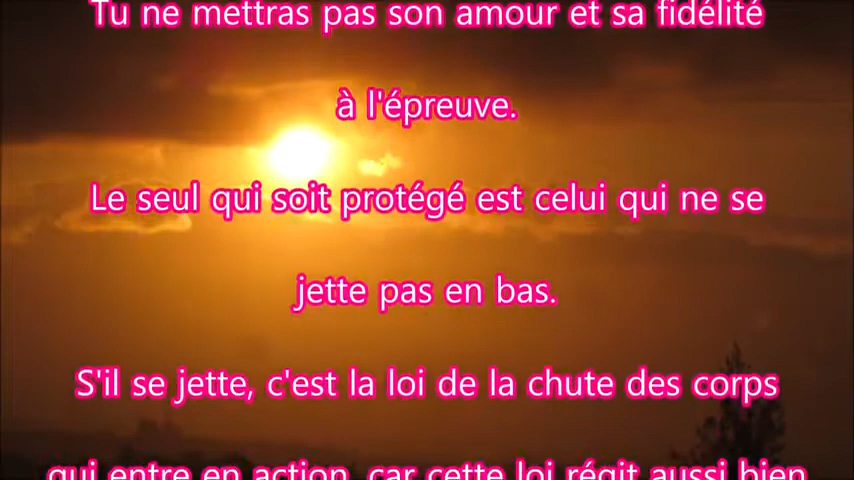 Tu ne mettras pas son amour et sa fidélité
à l'épreuve.
Le seul qui soit protégé est celui qui ne se
jette pas en bas.
S'il se jette, c'est la loi de la chute des corps
qui entre en action, car cette loi régit aussi bien